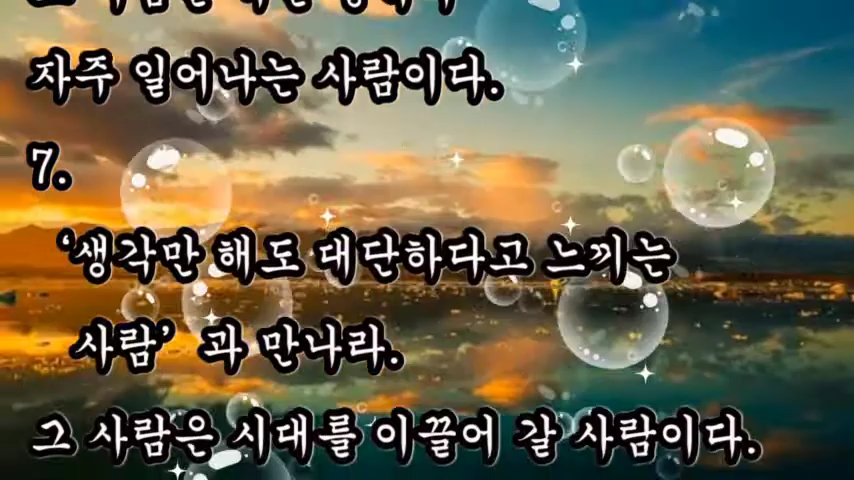 자주 일어나는 사람이다.
7.
‘생각만 해도 대단하다고 느끼는
사람’ 과 만나라.
그 사람은 시대를 이끌어 갈 사람이다.